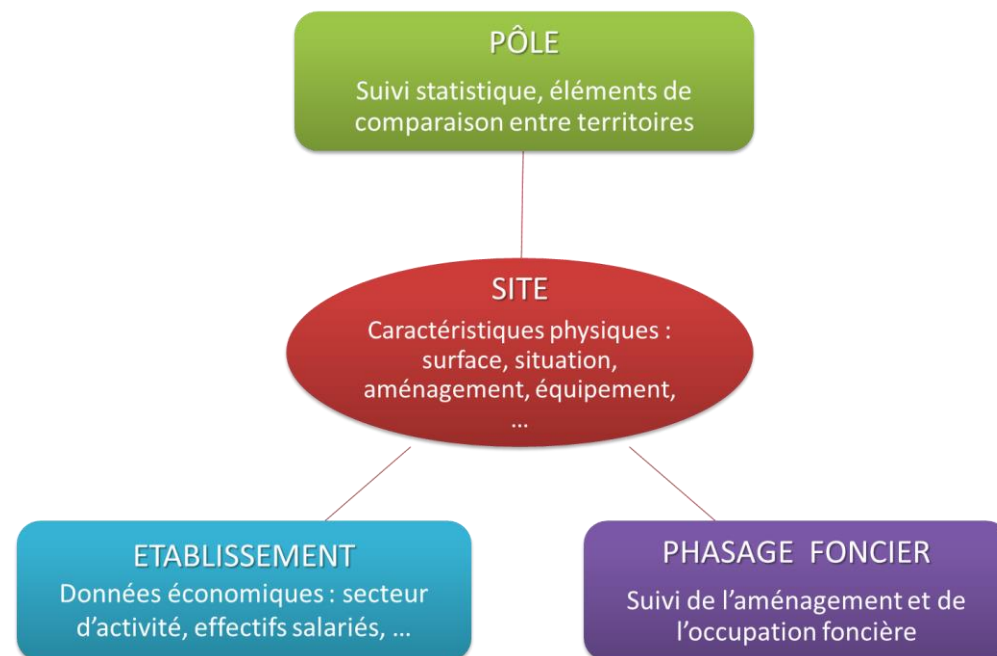 PÔLE
Suivi statistique, éléments de
comparaison entre territoires
SITE
Caractéristiques physiques :
surface, situation,
aménagement, équipement,
...
ETABLISSEMENT
Données économiques : secteur
d'activité, effectifs salariés, ...
PHASAGE FONCIER
Suivi de l'aménagement et de
l'occupation foncière